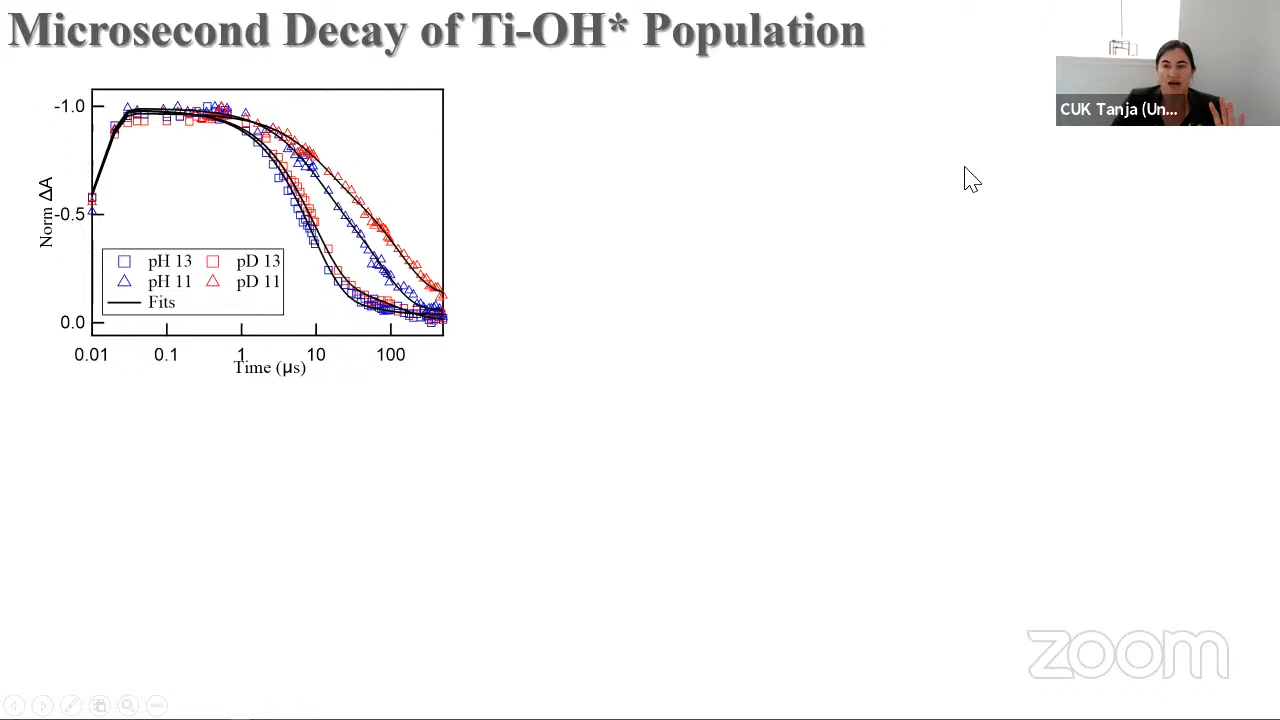 Microsecond Decay of Ti-OH* Population
CUK Tanja (Un...
-1.0
-0.5
0.0
Norm ΔA
pH 13 pD 13
pH 11 pD 11
Fits
0.01 0.1 1 10 100
Time (μs)
zoom